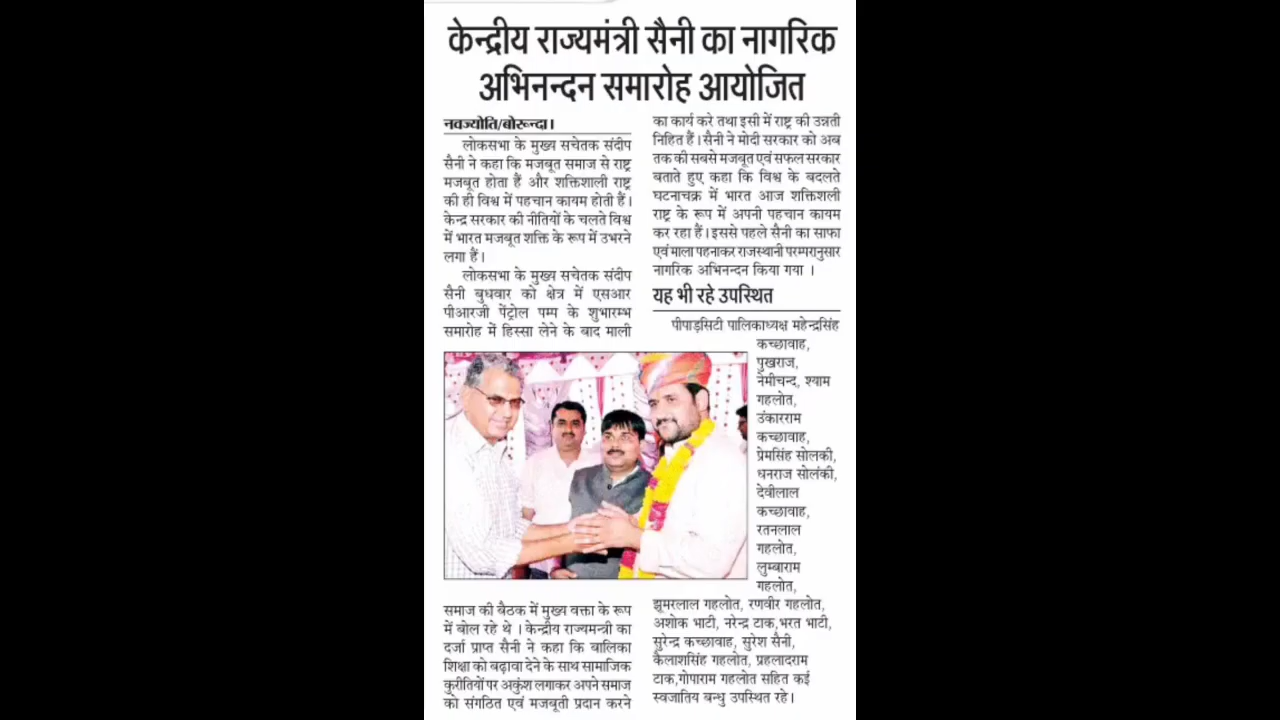 केन्द्रीय राज्यमंत्री सैनी का नागरिक
अभिनन्दन समारोह आयोजित
नवज्योति/बोरून्दा।
लोकसभा के मुख्य सचेतक संदीप
सैनी ने कहा कि मजबूत समाज से राष्ट्र
मजबूत होता हैं और शक्तिशाली राष्ट्र
की ही विश्व में पहचान कायम होती हैं।
केन्द्र सरकार की नीतियों के चलते विश्व
में भारत मजबूत शक्ति के रूप में उभरने
लगा हैं।
लोकसभा के मुख्य सचेतक संदीप
सैनी बुधवार को क्षेत्र में एसआर
पीआरजी पेंट्रोल पम्प के शुभारम्भ
समारोह में हिस्सा लेने के बाद माली
समाज की बैठक में मुख्य वक्ता के रूप
में बोल रहे थे । केन्द्रीय राज्यमन्त्री का
दर्जा प्राप्त सैनी ने कहा कि बालिका
शिक्षा को बढ़ावा देने के साथ सामाजिक
कुरीतियों पर अकुंश लगाकर अपने समाज
को संगठित एवं मजबूती प्रदान करने
का कार्य करे तथा इसी में राष्ट्र की उन्नती
निहित हैं। सैनी ने मोदी सरकार को अब
तक की सबसे मजबूत एवं सफल सरकार
बताते हुए कहा कि विश्व के बदलते
घटनाचक्र में भारत आज शक्तिशली
राष्ट्र के रूप में अपनी पहचान कायम
कर रहा हैं। इससे पहले सैनी का साफा
एवं माला पहनाकर राजस्थानी परम्परानुसार
नागरिक अभिनन्दन किया गया ।
यह भी रहे उपस्थित
पीपाड़सिटी पालिकाध्यक्ष महेन्द्रसिंह
कच्छावाह,
पुखराज,
नेमीचन्द, श्याम
गहलोत,
उंकारराम
कच्छावाह,
प्रेमसिंह सोलकी,
धनराज सोलंकी,
देवीलाल
कच्छावाह,
रतनलाल
गहलोत,
लुम्बाराम
गहलोत,
झूमरलाल गहलोत, रणवीर गहलोत,
अशोक भाटी, नरेन्द्र टाक,भरत भाटी,
सुरेन्द्र कच्छावाह, सुरेश सैनी,
कैलाशसिंह गहलोत, प्रहलादराम
टाक,गोपाराम गहलोत सहित कई
स्वजातिय बन्धु उपस्थित रहे।